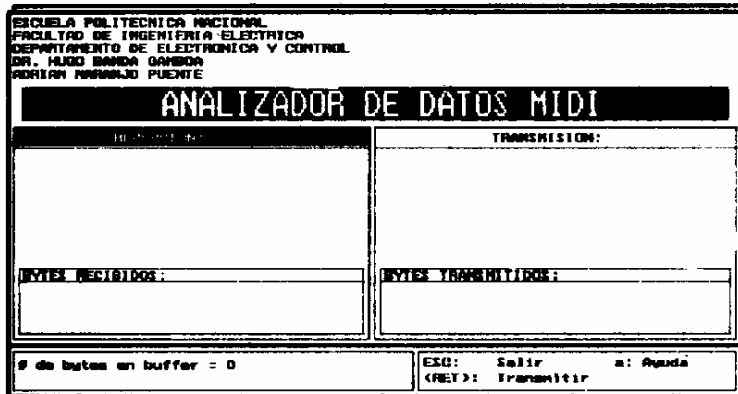 ESCUELA POLITECNICA NACIONAL
FACULTAD DE INGENIERIA ELECTRICA
DEPARTAMENTO DE ELECTRONICA Y CONTROL
DR. HUGO BANDA GAMBOA
ADRIAN NARANJO PUENTE
ANALIZADOR DE DATOS MIDI
TRANSMISION:
BYTES RECIBIDOS:
BYTES TRANSMITIDOS:
# de bytes en buffer = 0
ESC: Salir a: Ayuda
<RET>: Transmitir